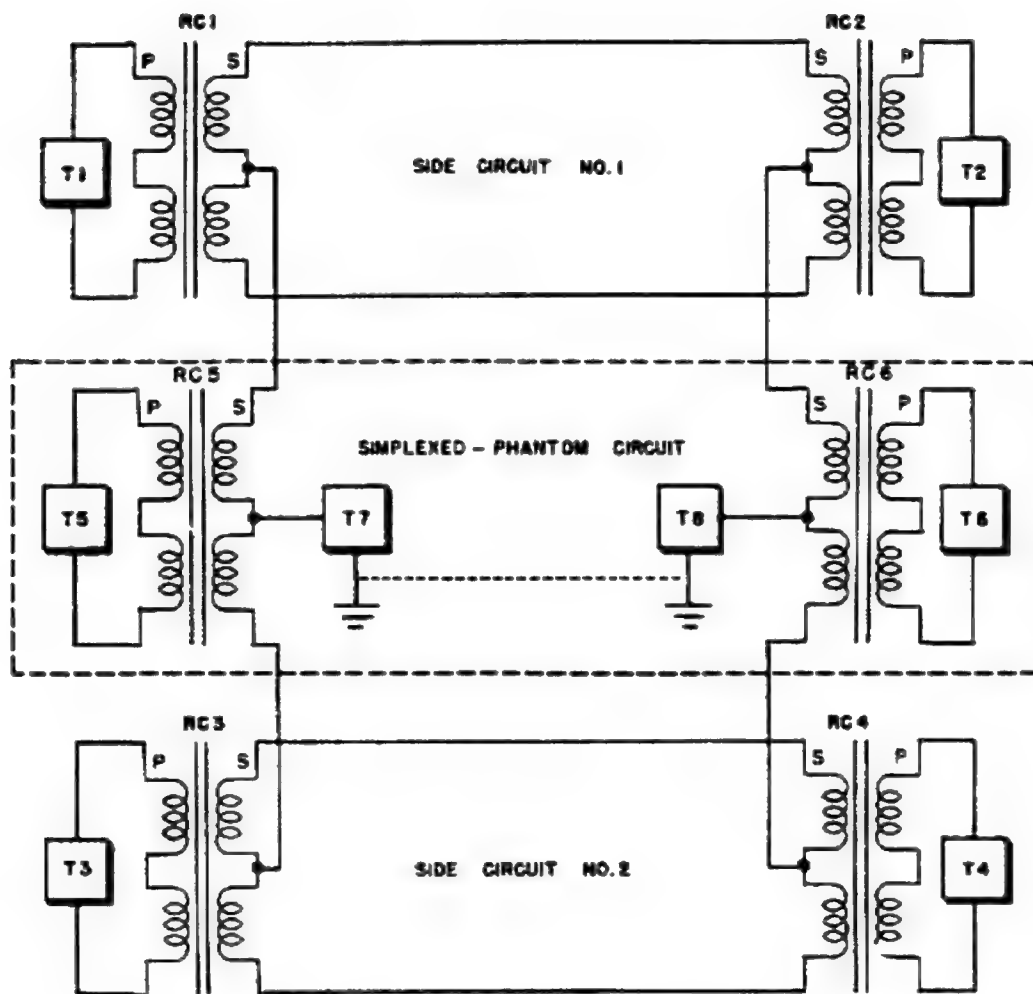 RC1
RC2
P
S
S
P
T1
SIDE CIRCUIT NO.1
T2
RC5
RC6
P
S
S
P
SIMPLEXED - PHANTOM CIRCUIT
T5
T7
T8
T6
RC3
RC4
P
S
S
P
T3
SIDE CIRCUIT NO.2
T4